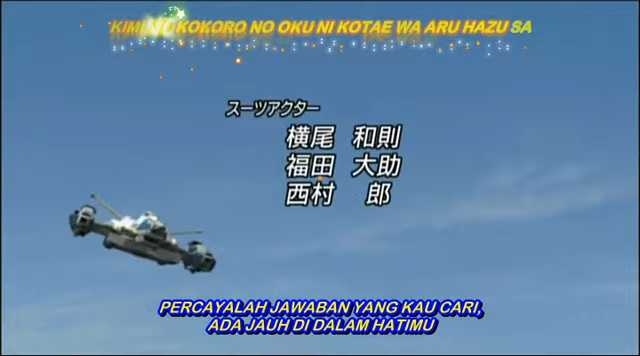 KIMI NO KOKORO NO OKU NI KOTAE WA ARU HAZU SA
スーツアクター
横尾 和則
福田 大助
西村 郎
PERCAYALAH JAWABAN YANG KAU CARI,
ADA JAUH DI DALAM HATIMU